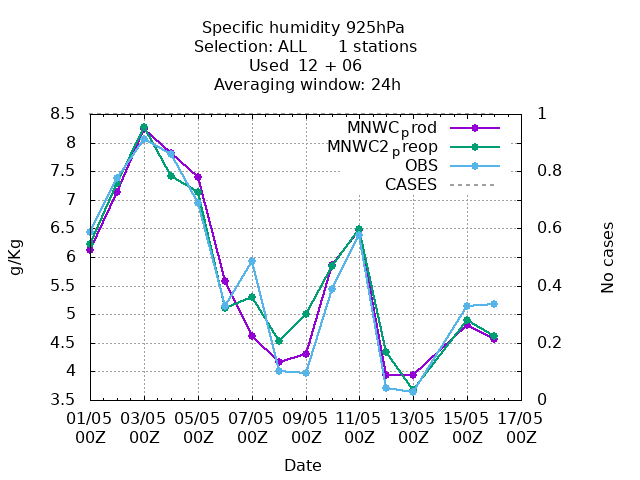 Specific humidity 925hPa
Selection: ALL 1 stations
Used 12 + 06
Averaging window: 24h
8.5
8
7.5
7
6.5
6
5.5
5
4.5
4
3.5
g/Kg
1
0.8
0.6
0.4
0.2
0
No cases
MNWCprod
MNWC2preop
OBS
CASES
01/05 03/05 05/05 07/05 09/05 11/05 13/05 15/05 17/05
00Z 00Z 00Z 00Z 00Z 00Z 00Z 00Z 00Z
Date